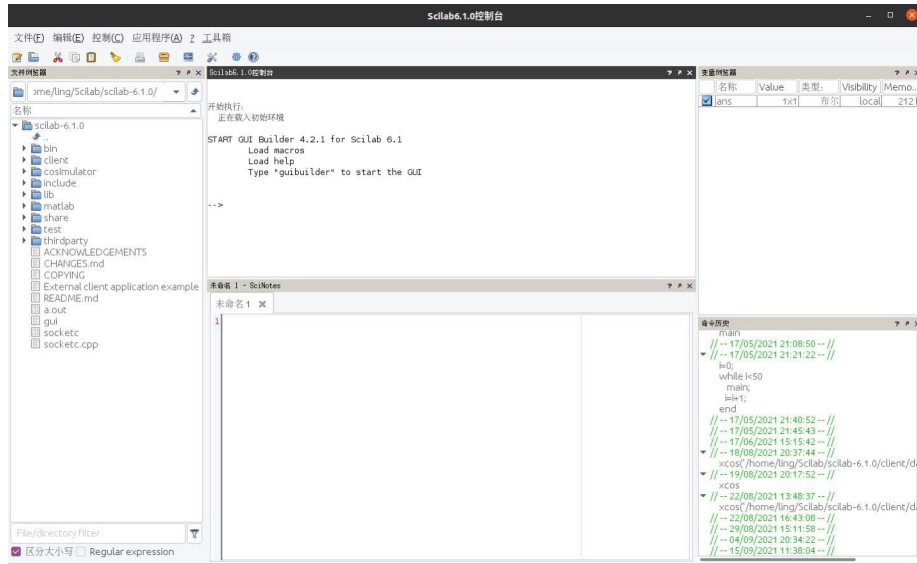 Scilab6.1.0控制台
文件(F) 编辑(E) 控制(C) 应用程序(A) ? 工具箱
文件浏览器
ome/ling/Scilab/scilab-6.1.0/
名称
scilab-6.1.0
..
bin
client
cosimulator
include
lib
matlab
share
test
thirdparty
ACKNOWLEDGEMENTS
CHANGES.md
COPYING
External client application example
README.md
a.out
gui
socketc
socketc.cpp
File/directory filter
区分大小写 Regular expression
Scilab6.1.0控制台
开始执行:
正在载入初始环境
START GUI Builder 4.2.1 for Scilab 6.1
Load macros
Load help
Type "guibuilder" to start the GUI
-->
未命名 1 - SciNotes
未命名 1
1
变量浏览器
名称 Value 类型: Visibility Memo..
ans 1x1 布尔 local 212
命令历史
main
// -- 17/05/2021 21:08:50 -- //
// -- 17/05/2021 21:21:22 -- //
i=0;
while i<50
main;
i=i+1;
end
// -- 17/05/2021 21:40:52 -- //
// -- 17/05/2021 21:45:43 -- //
// -- 17/06/2021 15:15:42 -- //
// -- 18/08/2021 20:37:44 -- //
xcos('/home/ling/Scilab/scilab-6.1.0/client/d
// -- 19/08/2021 20:17:52 -- //
xcos
// -- 22/08/2021 13:48:37 -- //
xcos('/home/ling/Scilab/scilab-6.1.0/client/d
// -- 22/08/2021 16:43:08 -- //
// -- 29/08/2021 15:11:58 -- //
// -- 04/09/2021 20:34:22 -- //
// -- 15/09/2021 11:38:04 -- //